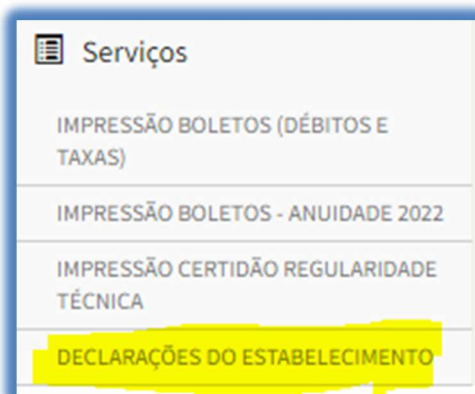 Serviços
IMPRESSÃO BOLETOS (DÉBITOS E
TAXAS)
IMPRESSÃO BOLETOS - ANUIDADE 2022
IMPRESSÃO CERTIDÃO REGULARIDADE
TÉCNICA
DECLARAÇÕES DO ESTABELECIMENTO